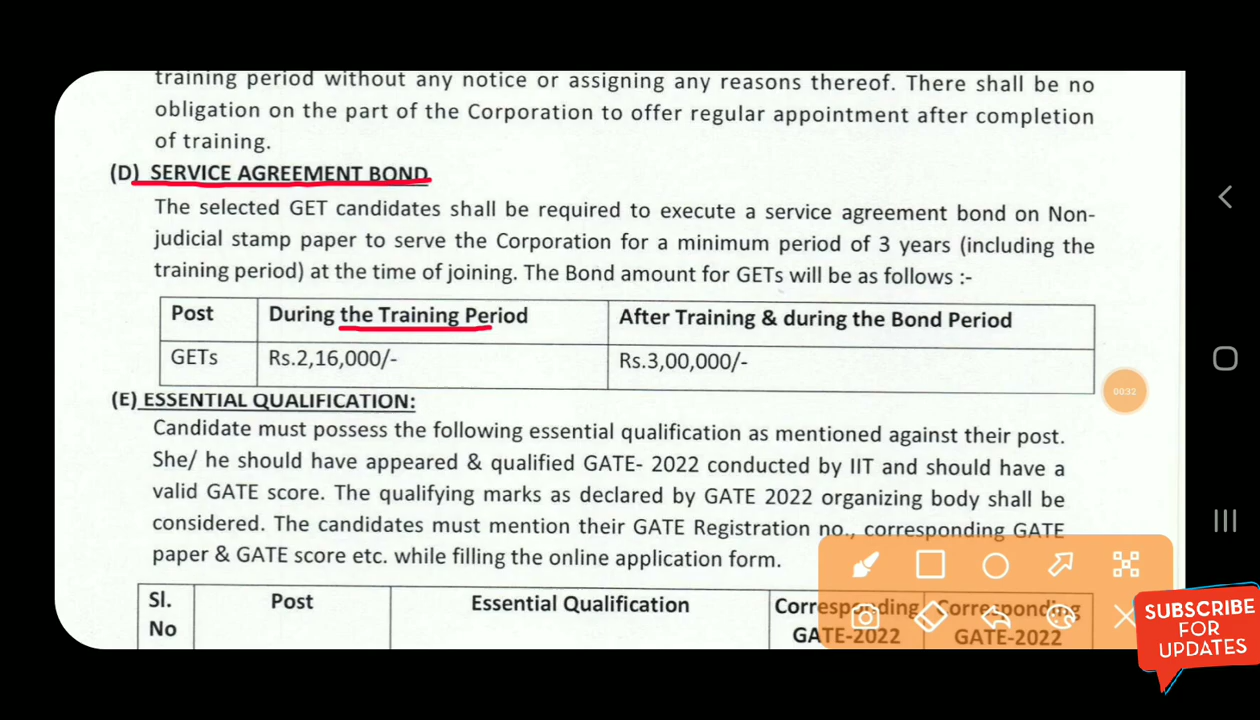 training period without any notice or assigning any reasons thereof. There shall be no
obligation on the part of the Corporation to offer regular appointment after completion
of training.
(D) SERVICE AGREEMENT BOND
The selected GET candidates shall be required to execute a service agreement bond on Non-
judicial stamp paper to serve the Corporation for a minimum period of 3 years (including the
training period) at the time of joining. The Bond amount for GETs will be as follows :-
Post During the Training Period After Training & during the Bond Period
GETs Rs.2,16,000/- Rs.3,00,000/-
00:32
(E) ESSENTIAL QUALIFICATION:
Candidate must possess the following essential qualification as mentioned against their post.
She/ he should have appeared & qualified GATE- 2022 conducted by IIT and should have a
valid GATE score. The qualifying marks as declared by GATE 2022 organizing body shall be
considered. The candidates must mention their GATE Registration no., corresponding GATE
paper & GATE score etc. while filling the online application form.
Sl. Post Essential Qualification Corresponding Corresponding
No GATE-2022 GATE-2022
SUBSCRIBE
FOR
UPDATES